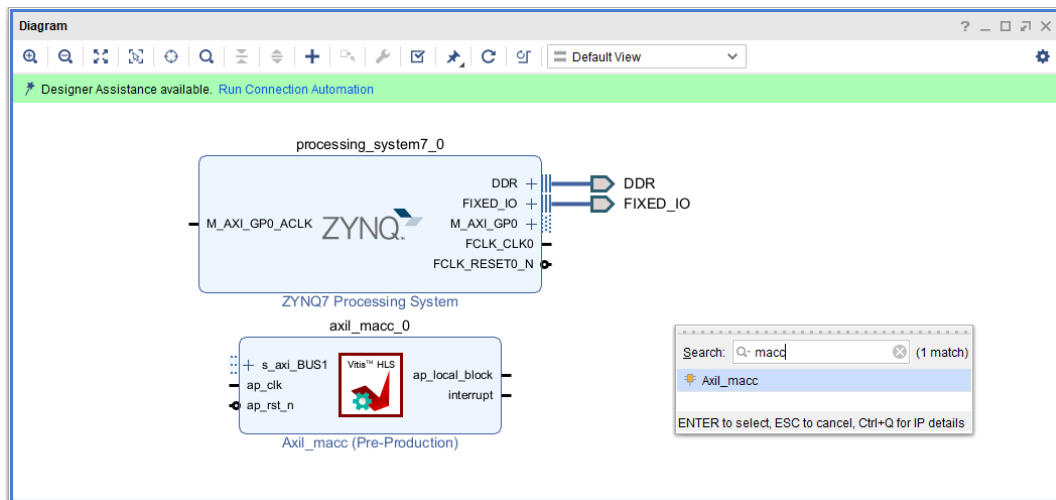 Diagram
Default View
Designer Assistance available. Run Connection Automation
processing_system7_0
DDR
FIXED_IO
M_AXI_GP0
FCLK_CLK0
FCLK_RESET0_N
M_AXI_GP0_ACLK
ZYNQ
DDR
FIXED_IO
ZYNQ7 Processing System
axil_macc_0
s_axi_BUS1
ap_clk
ap_rst_n
Vitis™ HLS
ap_local_block
interrupt
Axil_macc (Pre-Production)
Search: macc (1 match)
Axil_macc
ENTER to select, ESC to cancel, Ctrl+Q for IP details